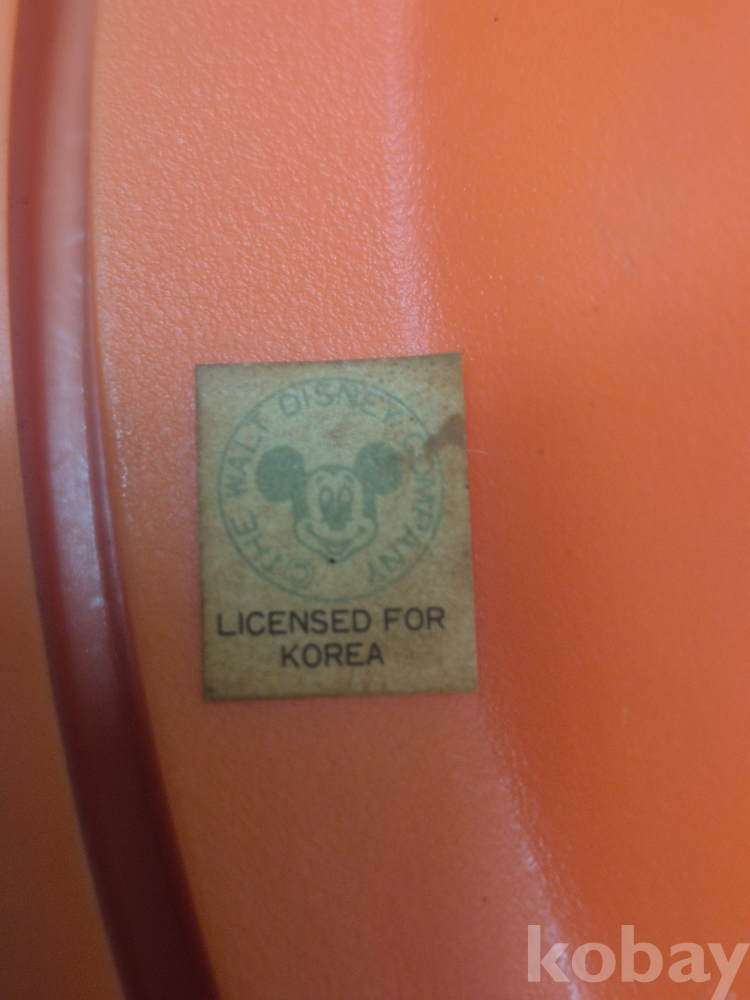 © THE WALT DISNEY COMPANY
LICENSED FOR
KOREA
kobay